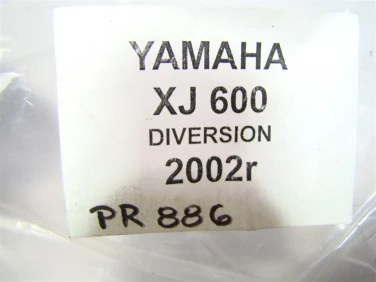 YAMAHA
XJ 600
DIVERSION
2002r
PR 886